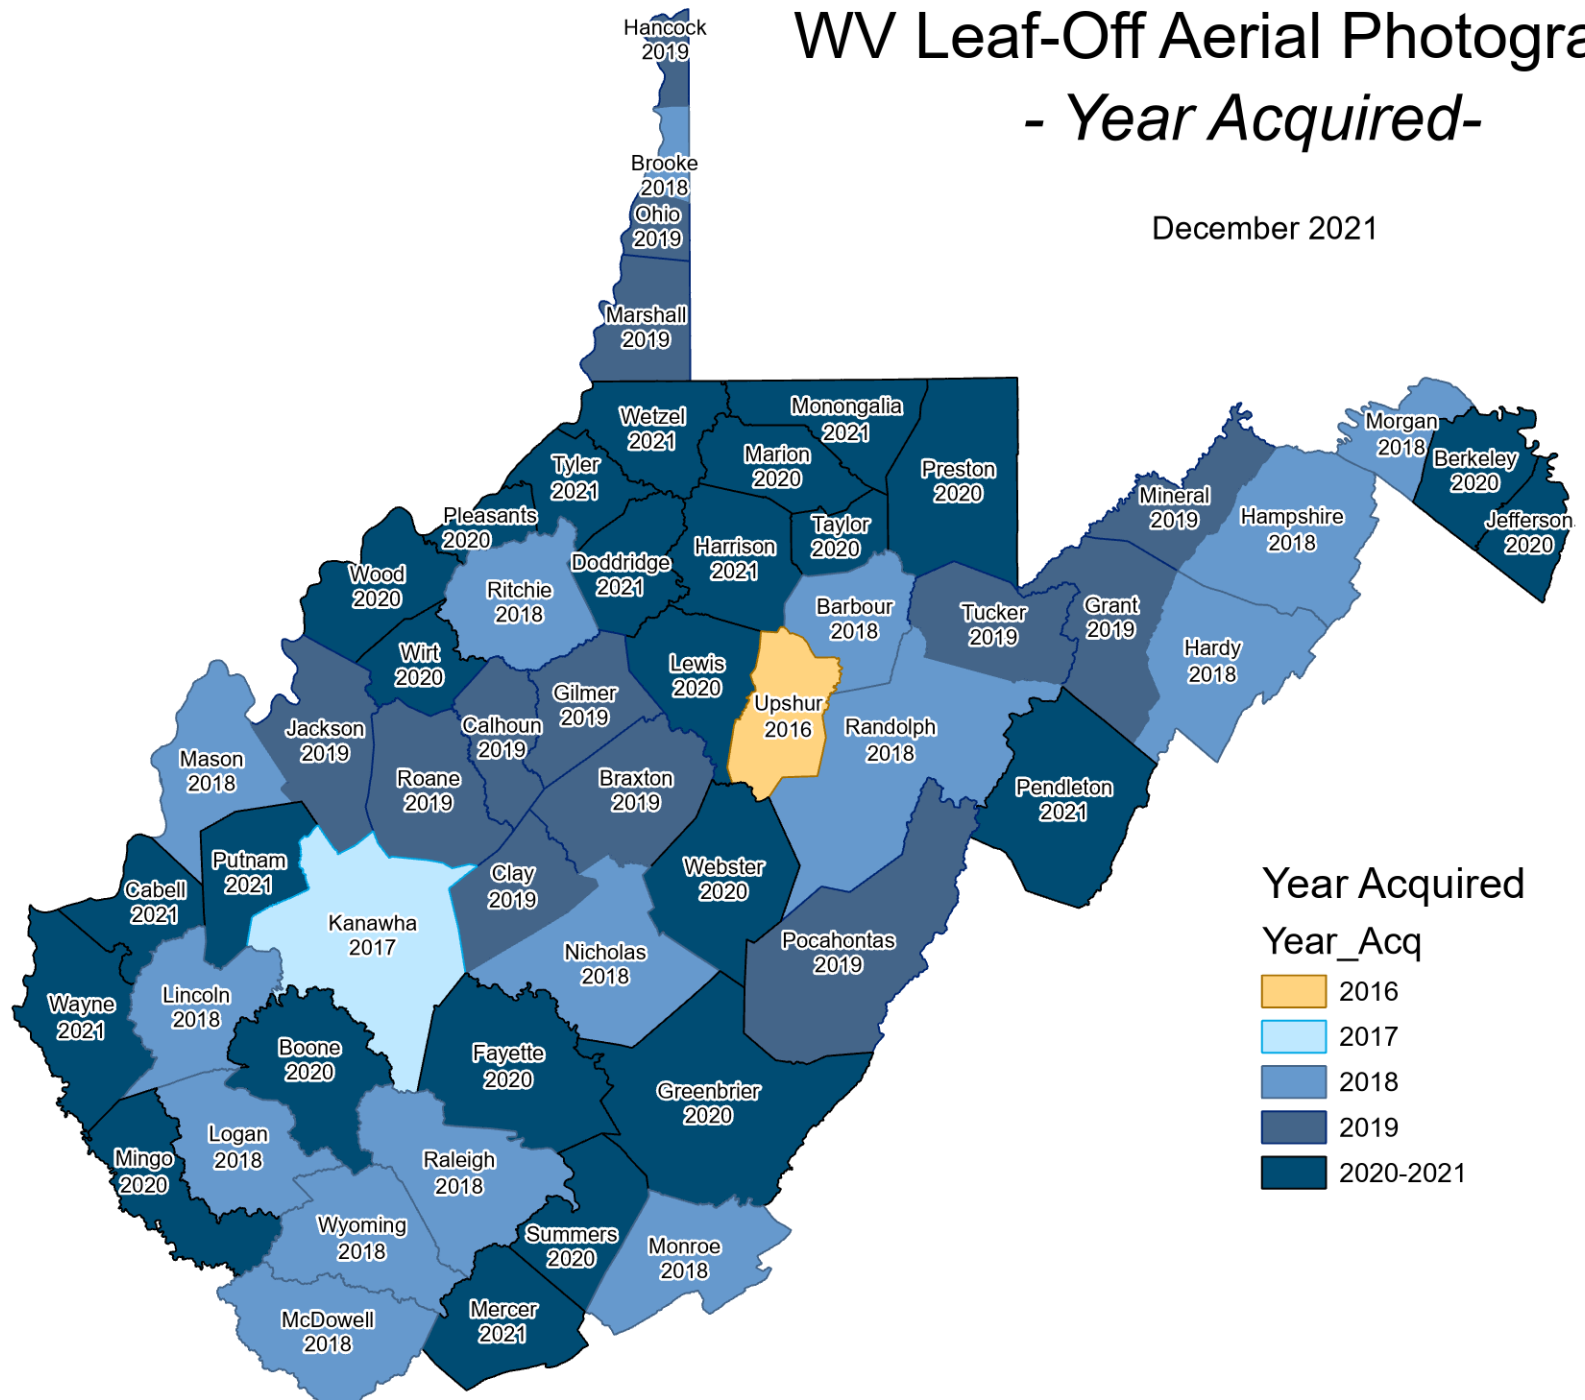 WV Leaf-Off Aerial Photogra
- Year Acquired-
December 2021
Hancock
2019
Brooke
2018
Ohio
2019
Marshall
2019
Wetzel
2021
Monongalia
2021
Marion
2020
Preston
2020
Tyler
2021
Pleasants
2020
Doddridge
2021
Harrison
2021
Taylor
2020
Morgan
2018
Berkeley
2020
Jefferson
2020
Mineral
2019
Hampshire
2018
Wood
2020
Ritchie
2018
Barbour
2018
Tucker
2019
Grant
2019
Hardy
2018
Wirt
2020
Lewis
2020
Gilmer
2019
Calhoun
2019
Upshur
2016
Randolph
2018
Jackson
2019
Mason
2018
Roane
2019
Braxton
2019
Pendleton
2021
Putnam
2021
Cabell
2021
Clay
2019
Webster
2020
Kanawha
2017
Nicholas
2018
Pocahontas
2019
Wayne
2021
Lincoln
2018
Boone
2020
Fayette
2020
Greenbrier
2020
Logan
2018
Mingo
2020
Raleigh
2018
Wyoming
2018
Summers
2020
Monroe
2018
McDowell
2018
Mercer
2021
Year Acquired
Year_Acq
2016
2017
2018
2019
2020-2021